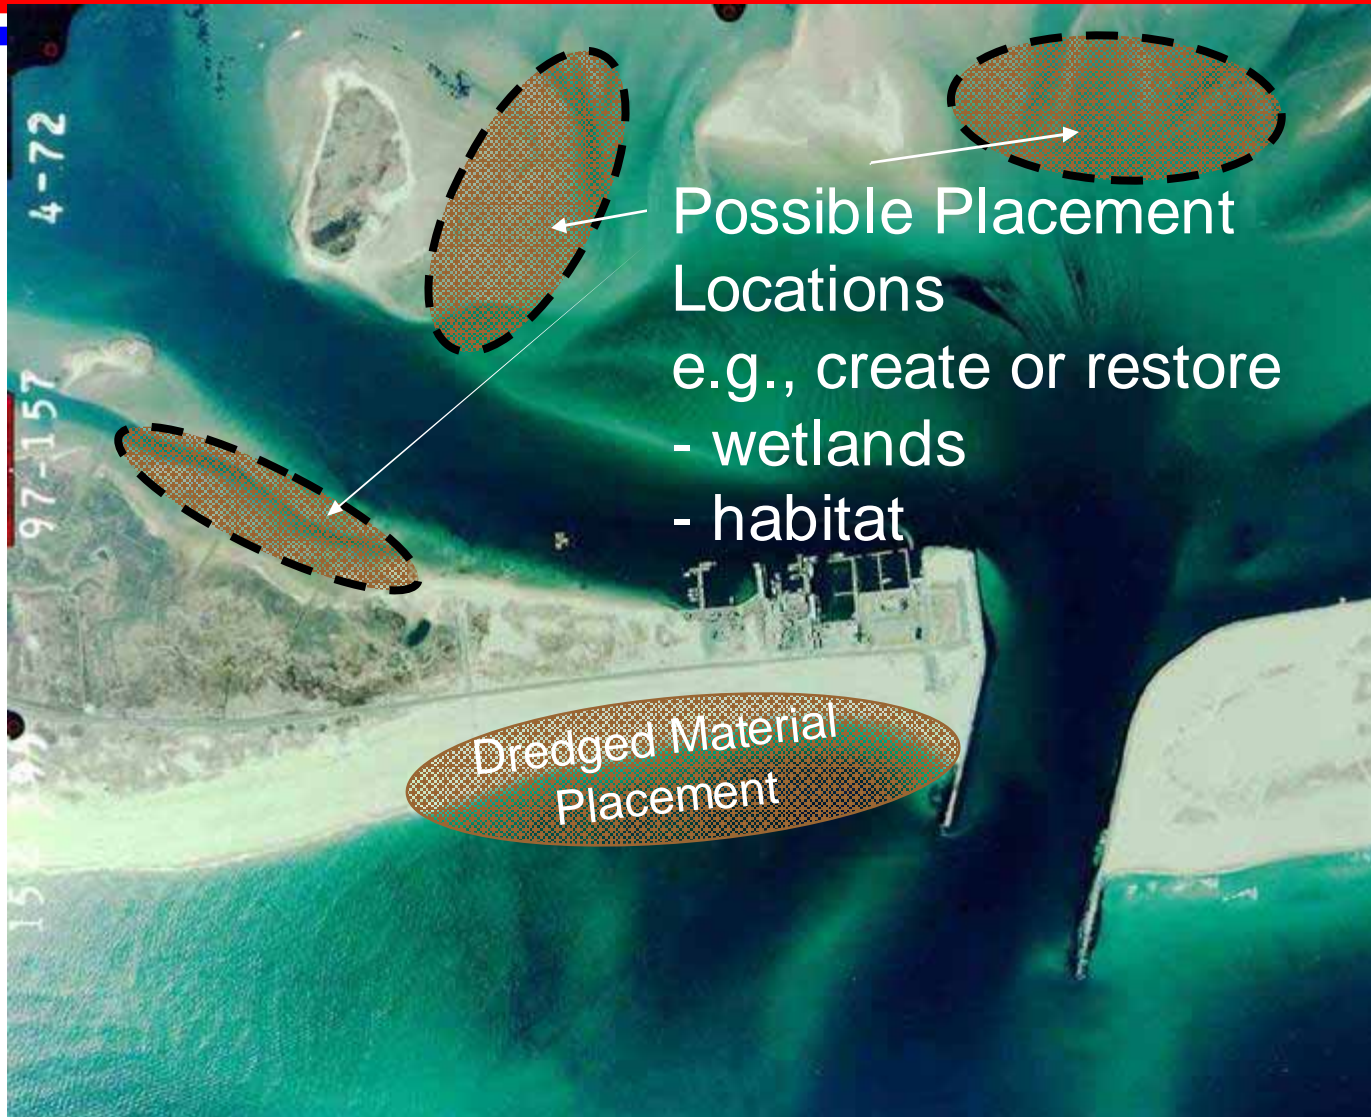 4-72
Possible Placement
Locations
e.g., create or restore
- wetlands
- habitat
97-157
Dredged Material
Placement